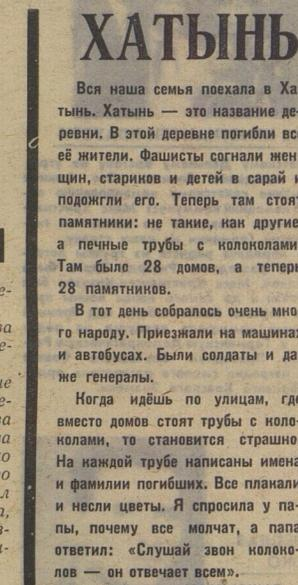 ХАТЫНЬ
Вся наша семья поехала в Ха
тынь. Хатынь — это название де-
ревни. В этой деревне погибли вс
её жители. Фашисты согнали жен
щин, стариков и детей в сарай и
подожгли его. Теперь там стоят
памятники: не такие, как другие
а печные трубы с колоколами
Там было 28 домов, а теперь
28 памятников.
В тот день собралось очень мно
го народу. Приезжали на машинах
и автобусах. Были солдаты и да
же генералы.
Когда идёшь по улицам, где
вместо домов стоят трубы с коло-
колами, то становится страшно
На каждой трубе написаны имена
и фамилии погибших. Все плакали
и несли цветы. Я спросила у па-
пы, почему все молчат, а папа
ответил: «Слушай звон колоко-
лов — он отвечает всем».